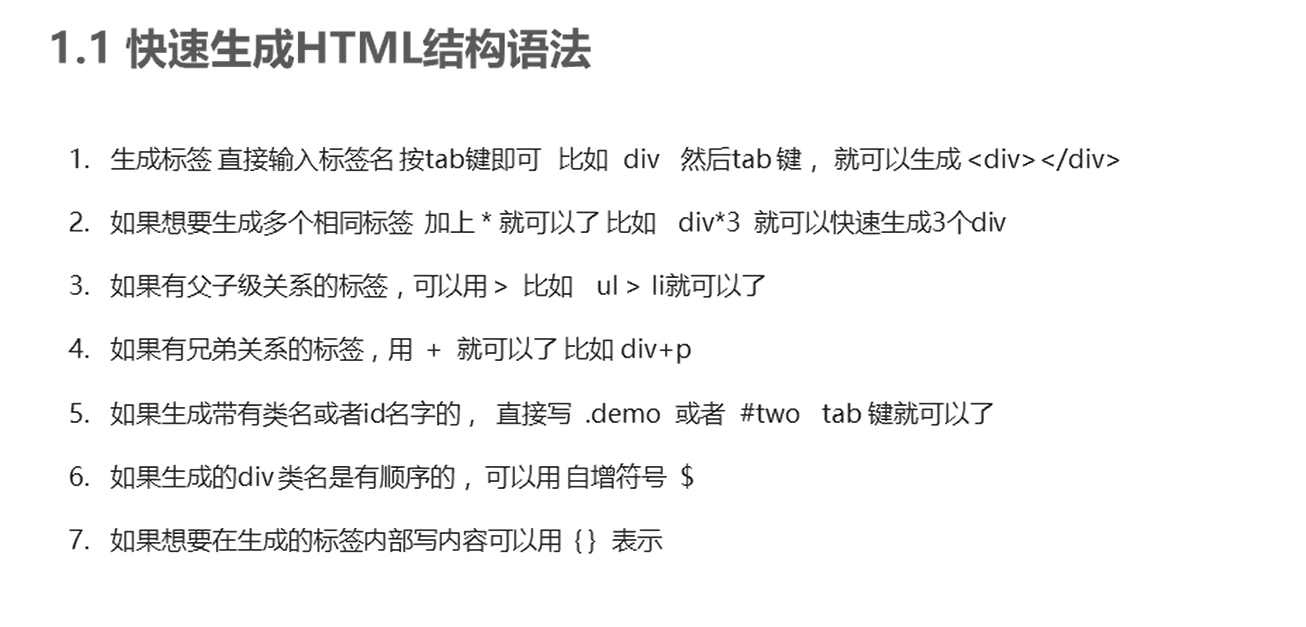 1.1 快速生成HTML结构语法
1. 生成标签 直接输入标签名 按tab键即可 比如 div 然后tab 键， 就可以生成 <div></div>
2. 如果想要生成多个相同标签 加上 * 就可以了 比如 div*3 就可以快速生成3个div
3. 如果有父子级关系的标签，可以用 > 比如 ul > li就可以了
4. 如果有兄弟关系的标签，用 + 就可以了 比如 div+p
5. 如果生成带有类名或者id名字的， 直接写 .demo 或者 #two tab 键就可以了
6. 如果生成的div 类名是有顺序的， 可以用 自增符号 $
7. 如果想要在生成的标签内部写内容可以用 { } 表示